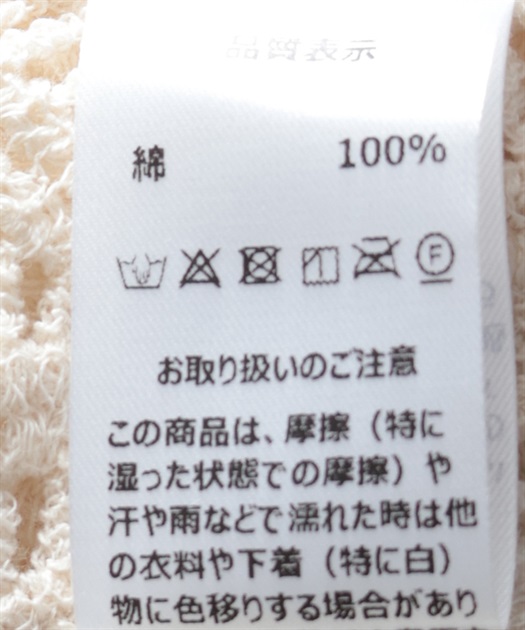 品質表示
綿 100%
F
お取り扱いのご注意
この商品は、摩擦（特に
湿った状態での摩擦）や
汗や雨などで濡れた時は他
の衣料や下着（特に白）
物に色移りする場合があり